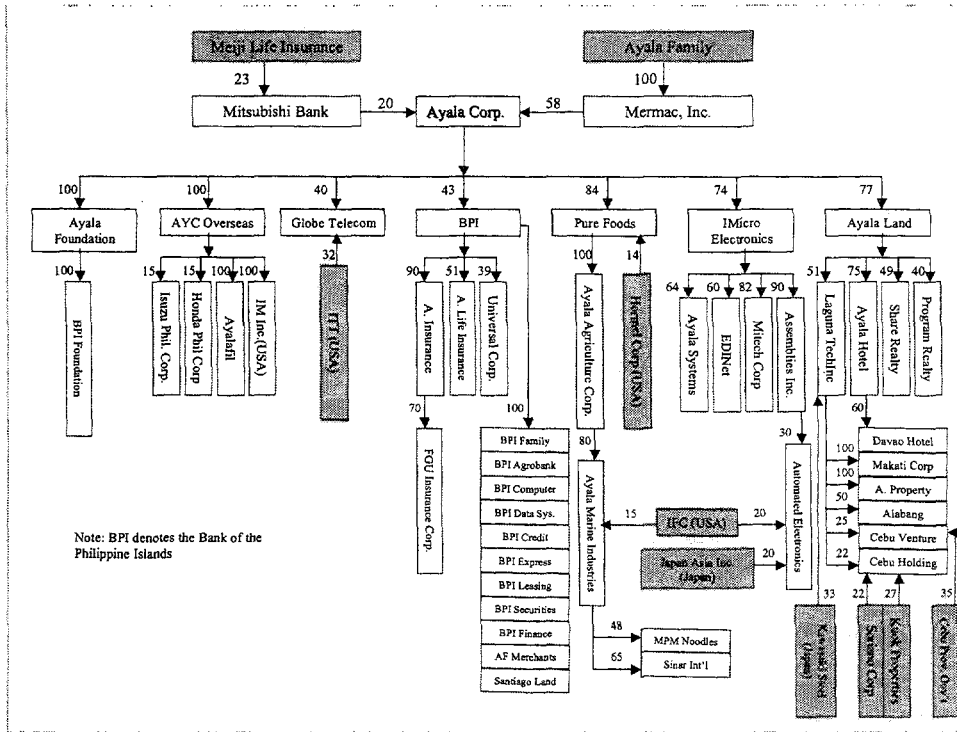 Meiji Life Insurance
Ayala Family
23
100
Mitsubishi Bank
20
Ayala Corp.
58
Mermac, Inc.
100
100
40
43
84
74
77
Ayala
Foundation
AYC Overseas
Globe Telecom
BPI
Pure Foods
IMicro
Electronics
Ayala Land
100
15
15
100
100
32
90
51
39
100
14
64
60
82
90
51
75
49
40
BPI Foundation
Isuzu Phil. Corp.
Honda Phil Corp
Ayalafil
IM Inc.(USA)
ITT (USA)
A. Insurance
A. Life Insurance
Universal Corp.
Ayala Agriculture Corp.
Hormel Corp (USA)
Ayala Systems
EDINet
Mitech Corp
Assemblies Inc.
Laguna TechInc
Ayala Hotel
Share Realty
Program Realty
70
100
80
30
60
FGU Insurance Corp.
BPI Family
BPI Agrobank
BPI Computer
BPI Data Sys.
BPI Credit
BPI Express
BPI Leasing
BPI Securities
BPI Finance
AF Merchants
Santiago Land
Ayala Marine Industries
15
IFC (USA)
20
Japan Asia Inc.
(Japan)
20
Automated Electronics
100
100
50
25
22
Davao Hotel
Makati Corp
A. Property
Alabang
Cebu Venture
Cebu Holding
Note: BPI denotes the Bank of the
Philippine Islands
48
MPM Noodles
65
Sinar Int'l
33
22
27
35
Kawasaki Steel
(Japan)
Soriano Corp
Kuok Properties
Cebu Prov. Gov't